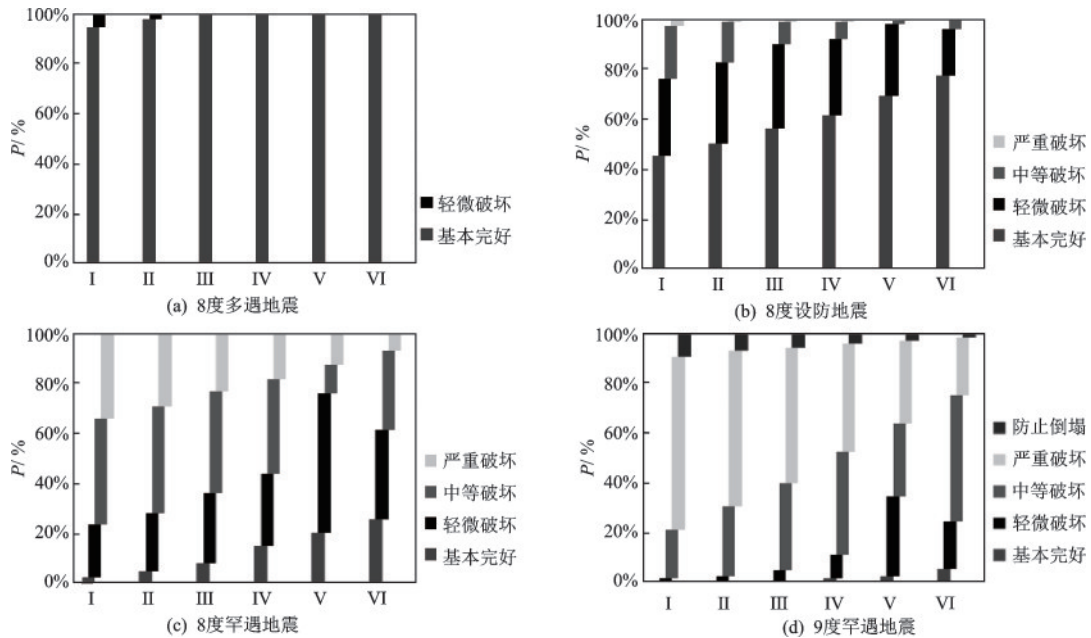 100%
80%
60%
40%
20%
0%
P/ %
I II III IV V VI
轻微破坏
基本完好
(a) 8度多遇地震
100%
80%
60%
40%
20%
0%
P/ %
I II III IV V VI
严重破坏
中等破坏
轻微破坏
基本完好
(b) 8度设防地震
100%
80%
60%
40%
20%
0%
P/ %
I II III IV V VI
严重破坏
中等破坏
轻微破坏
基本完好
(c) 8度罕遇地震
100%
80%
60%
40%
20%
0%
P/ %
I II III IV V VI
防止倒塌
严重破坏
中等破坏
轻微破坏
基本完好
(d) 9度罕遇地震